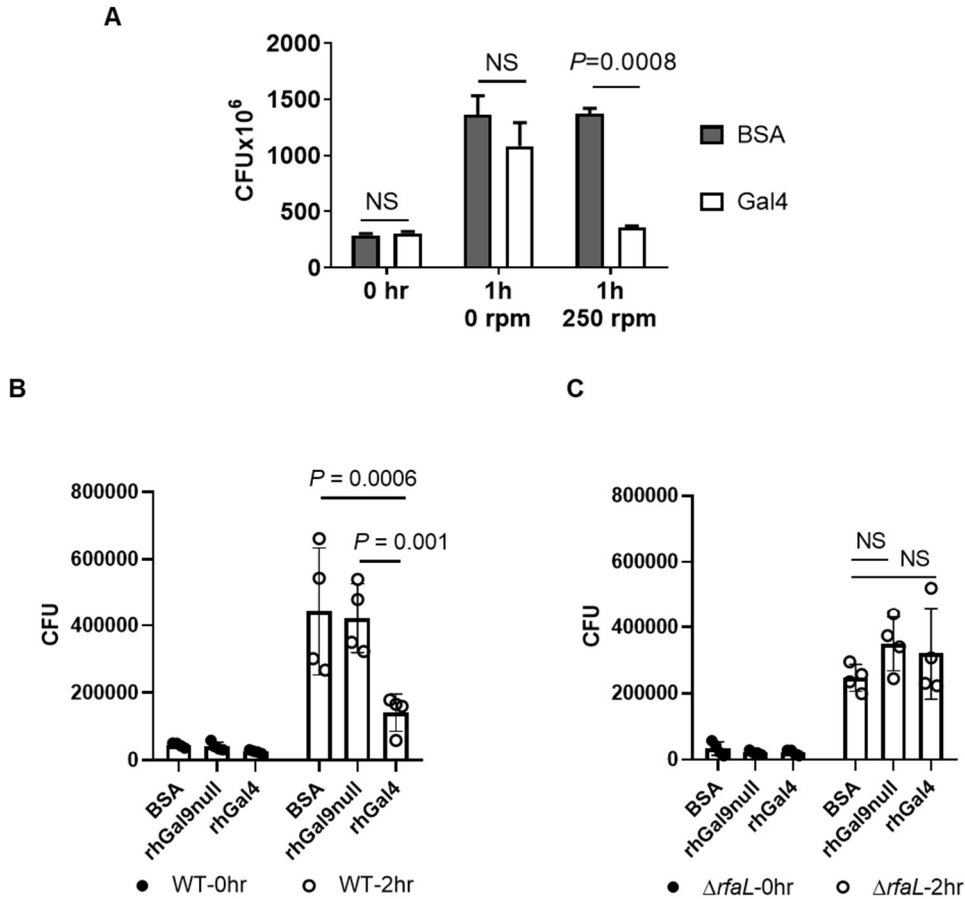 A
2000
1500
1000
500
0
CFUx10⁶
NS
NS
P=0.0008
BSA
Gal4
0 hr
1h
0 rpm
1h
250 rpm
B
800000
600000
400000
200000
0
CFU
P = 0.0006
P = 0.001
BSA
rhGal9null
rhGal4
BSA
rhGal9null
rhGal4
WT-0hr
WT-2hr
C
800000
600000
400000
200000
0
CFU
NS
NS
BSA
rhGal9null
rhGal4
BSA
rhGal9null
rhGal4
ΔrfaL-0hr
ΔrfaL-2hr